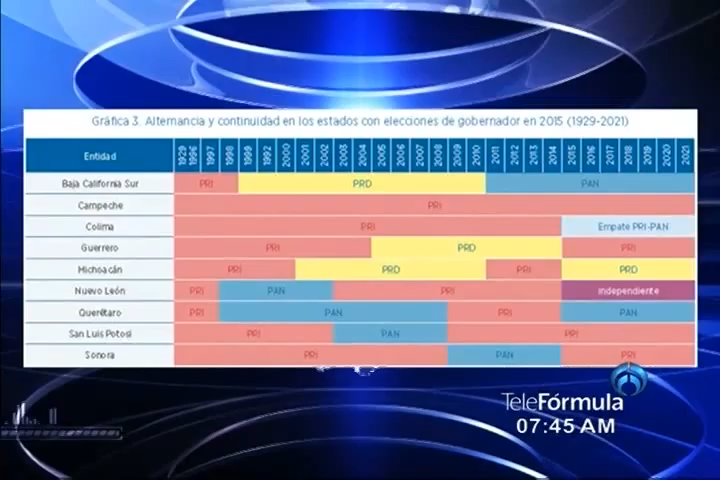 Gráfica 3. Alternancia y continuidad en los estados con elecciones de gobernador en 2015 (1929-2021)
Entidad 1929 1996 1997 1998 1999 1992 2000 2001 2002 2003 2004 2005 2006 2007 2008 2009 2010 2011 2012 2013 2014 2015 2016 2017 2018 2019 2020 2021
Baja California Sur PRI PRD PAN
Campeche PRI
Colima PRI Empate PRI-PAN
Guerrero PRI PRD PRI
Michoacán PRI PRD PRI PRD
Nuevo León PRI PAN PRI Independiente
Querétaro PRI PAN PRI PAN
San Luis Potosí PRI PAN PRI
Sonora PRI PAN PRI
TeleFórmula
07:45 AM